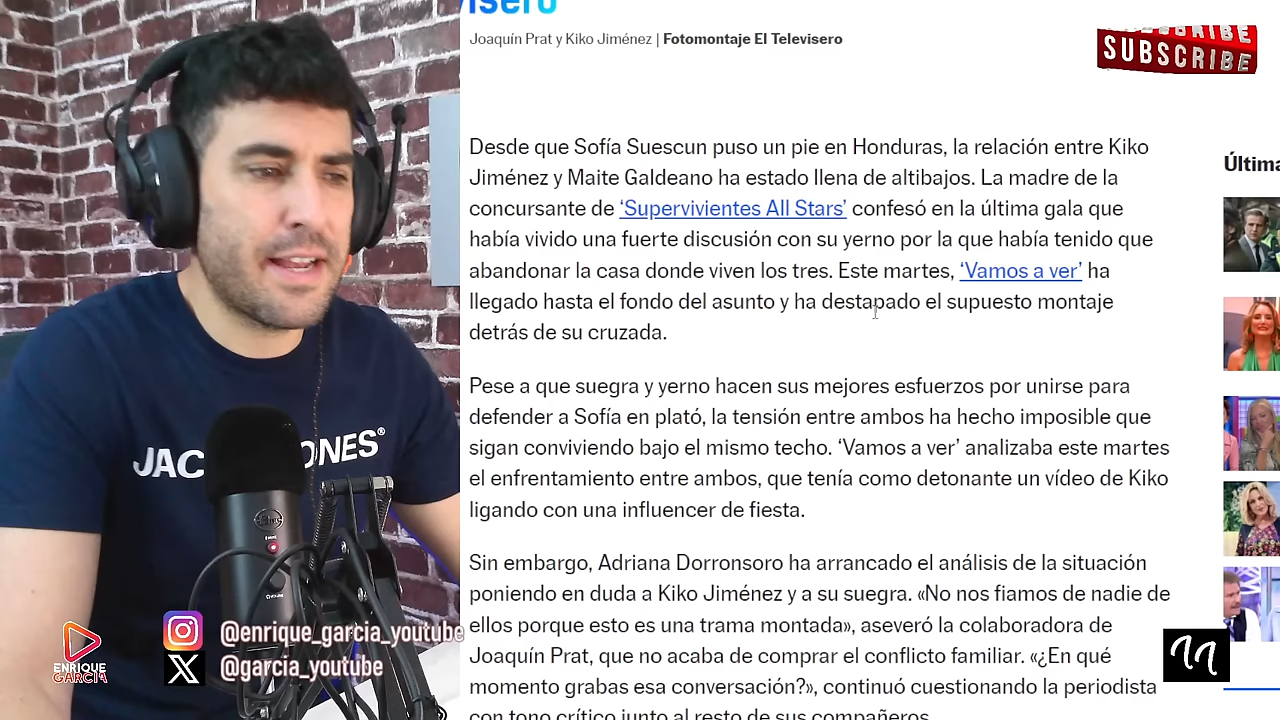 Joaquín Prat y Kiko Jiménez | Fotomontaje El Televisero
SUBSCRIBE
Desde que Sofía Suescun puso un pie en Honduras, la relación entre Kiko
Jiménez y Maite Galdeano ha estado llena de altibajos. La madre de la
concursante de ‘Supervivientes All Stars’ confesó en la última gala que
había vivido una fuerte discusión con su yerno por la que había tenido que
abandonar la casa donde viven los tres. Este martes, ‘Vamos a ver’ ha
llegado hasta el fondo del asunto y ha destapado el supuesto montaje
detrás de su cruzada.
Pese a que suegra y yerno hacen sus mejores esfuerzos por unirse para
defender a Sofía en plató, la tensión entre ambos ha hecho imposible que
sigan conviviendo bajo el mismo techo. ‘Vamos a ver’ analizaba este martes
el enfrentamiento entre ambos, que tenía como detonante un vídeo de Kiko
ligando con una influencer de fiesta.
Sin embargo, Adriana Dorronsoro ha arrancado el análisis de la situación
poniendo en duda a Kiko Jiménez y a su suegra. «No nos fiamos de nadie de
ellos porque esto es una trama montada», aseveró la colaboradora de
Joaquín Prat, que no acaba de comprar el conflicto familiar. «¿En qué
momento grabas esa conversación?», continuó cuestionando la periodista
con tono crítico junto al resto de sus compañeros.
ENRIQUE
GARCIA
@enrique_garcia_youtube
@garcia_youtube